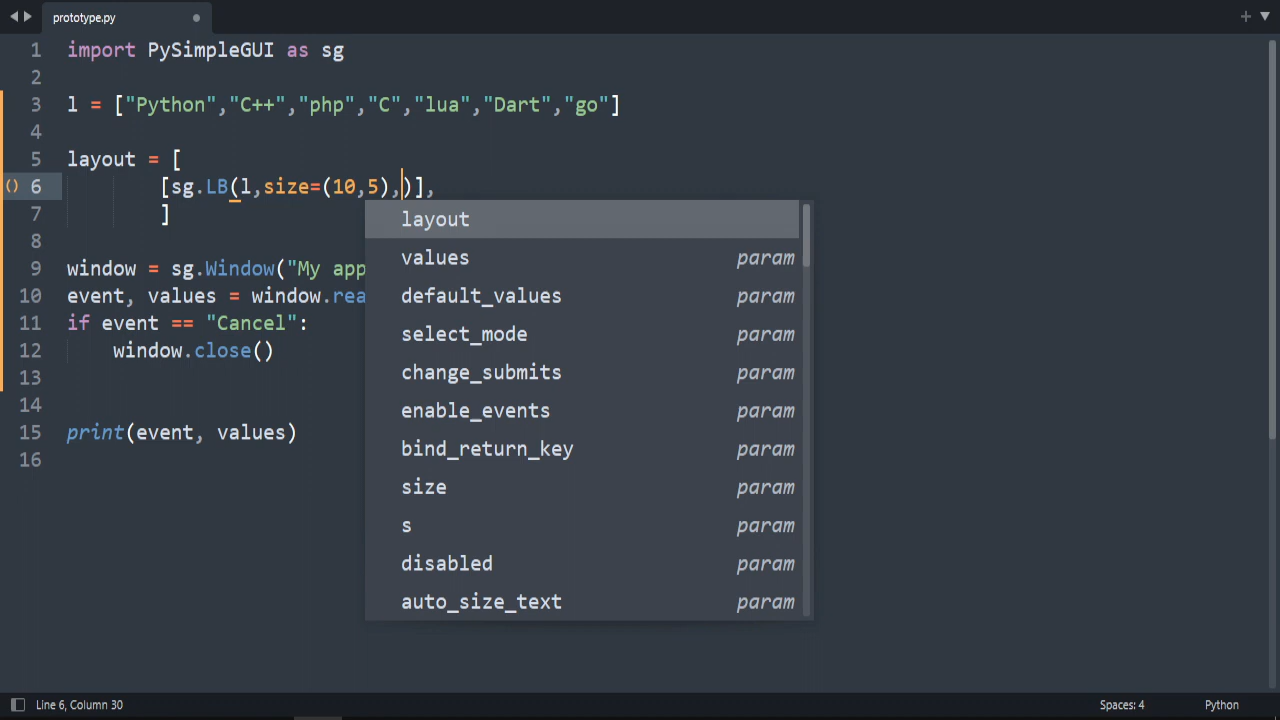 prototype.py
1 import PySimpleGUI as sg
2
3 l = ["Python","C++","php","C","lua","Dart","go"]
4
5 layout = [
6 [sg.LB(l,size=(10,5),)],
7 ]
layout
8
values param
9 window = sg.Window("My app
10 event, values = window.rea
default_values param
11 if event == "Cancel":
select_mode param
12 window.close()
change_submits param
13
14
enable_events param
15 print(event, values)
bind_return_key param
16
size param
s param
disabled param
auto_size_text param
Line 6, Column 30
Spaces: 4
Python